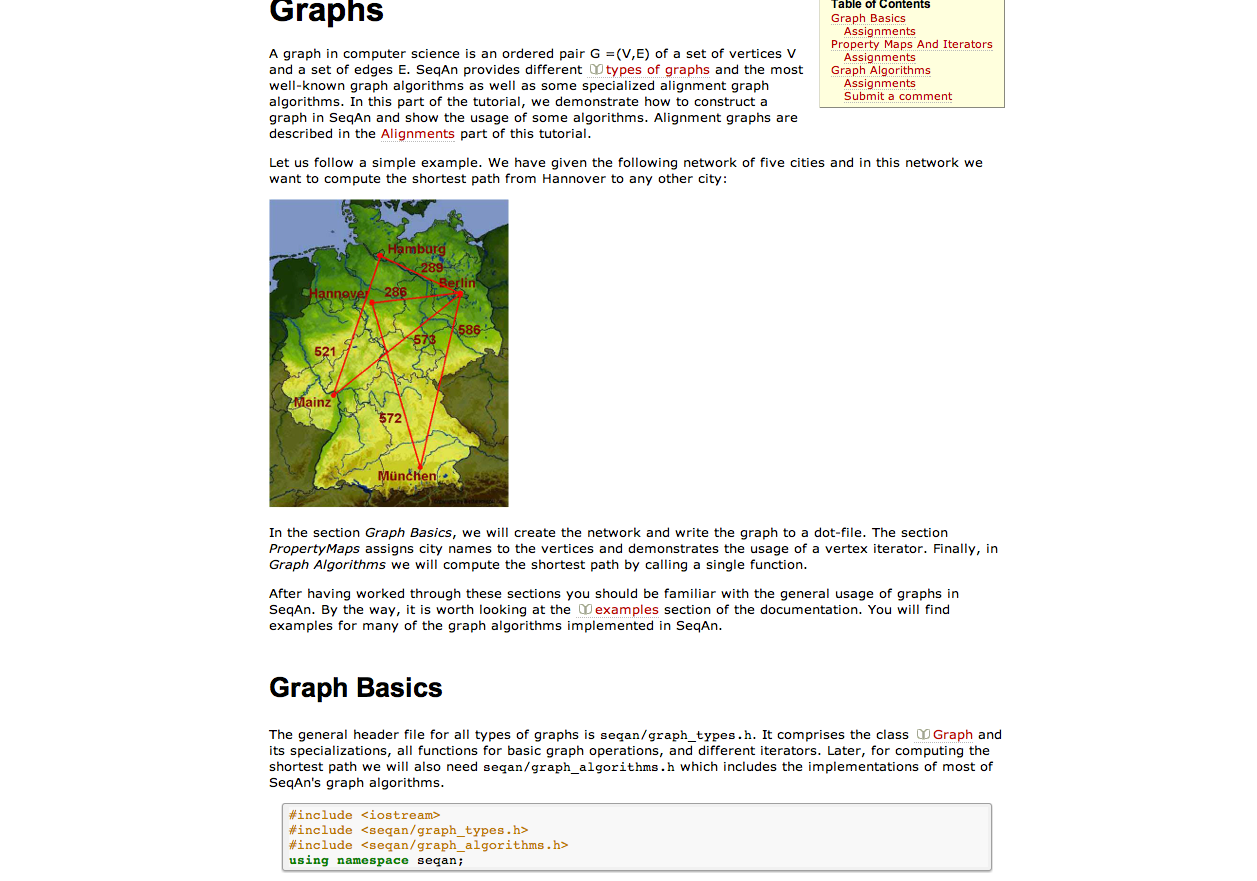 Graphs
Table of Contents
Graph Basics
Assignments
Property Maps And Iterators
Assignments
Graph Algorithms
Assignments
Submit a comment
A graph in computer science is an ordered pair G =(V,E) of a set of vertices V
and a set of edges E. SeqAn provides different types of graphs and the most
well-known graph algorithms as well as some specialized alignment graph
algorithms. In this part of the tutorial, we demonstrate how to construct a
graph in SeqAn and show the usage of some algorithms. Alignment graphs are
described in the Alignments part of this tutorial.
Let us follow a simple example. We have given the following network of five cities and in this network we
want to compute the shortest path from Hannover to any other city:
Hamburg
289
Berlin
Hannover 286
586
573
521
Mainz
572
München
In the section Graph Basics, we will create the network and write the graph to a dot-file. The section
PropertyMaps assigns city names to the vertices and demonstrates the usage of a vertex iterator. Finally, in
Graph Algorithms we will compute the shortest path by calling a single function.
After having worked through these sections you should be familiar with the general usage of graphs in
SeqAn. By the way, it is worth looking at the examples section of the documentation. You will find
examples for many of the graph algorithms implemented in SeqAn.
Graph Basics
The general header file for all types of graphs is seqan/graph_types.h. It comprises the class Graph and
its specializations, all functions for basic graph operations, and different iterators. Later, for computing the
shortest path we will also need seqan/graph_algorithms.h which includes the implementations of most of
SeqAn's graph algorithms.
#include <iostream>
#include <seqan/graph_types.h>
#include <seqan/graph_algorithms.h>
using namespace seqan;